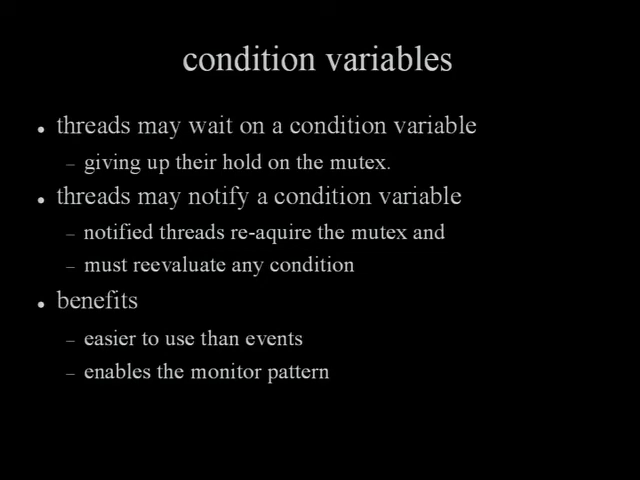 condition variables
• threads may wait on a condition variable
– giving up their hold on the mutex.
• threads may notify a condition variable
– notified threads re-aquire the mutex and
– must reevaluate any condition
• benefits
– easier to use than events
– enables the monitor pattern